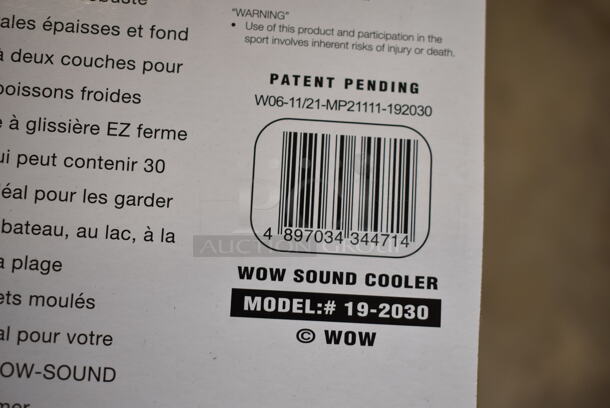 ales épaisses et fond
à deux couches pour
poissons froides
à glissière EZ ferme
ui peut contenir 30
déal pour les garder
bateau, au lac, à la
a plage
ets moulés
al pour votre
OW-SOUND
"WARNING"
• Use of this product and participation in the
sport involves inherent risks of injury or death.
PATENT PENDING
W06-11/21-MP21111-192030
4 897034 344714
AUCTION GROUP
WOW SOUND COOLER
MODEL:# 19-2030
© WOW